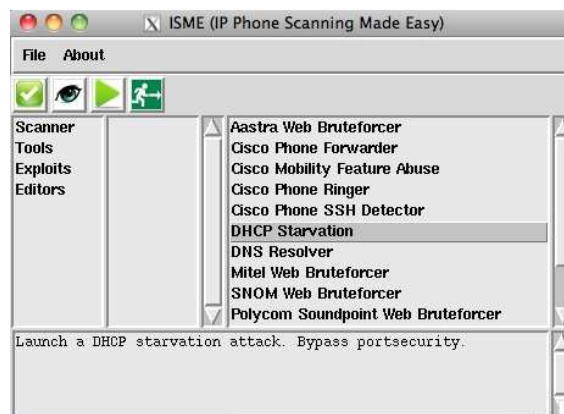 ISME (IP Phone Scanning Made Easy)
File About
Scanner
Tools
Exploits
Editors
Aastra Web Bruteforcer
Cisco Phone Forwarder
Cisco Mobility Feature Abuse
Cisco Phone Ringer
Cisco Phone SSH Detector
DHCP Starvation
DNS Resolver
Mitel Web Bruteforcer
SNOM Web Bruteforcer
Polycom Soundpoint Web Bruteforcer
Launch a DHCP starvation attack. Bypass portsecurity.